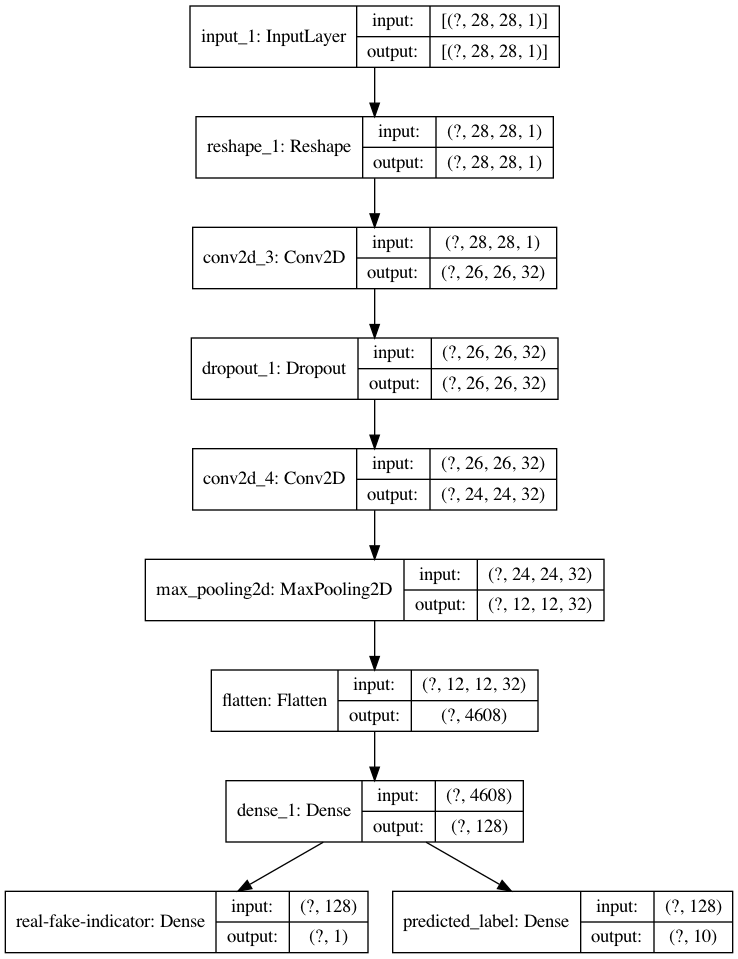 input_1: InputLayer
input: [(?, 28, 28, 1)]
output: [(?, 28, 28, 1)]
reshape_1: Reshape
input: (?, 28, 28, 1)
output: (?, 28, 28, 1)
conv2d_3: Conv2D
input: (?, 28, 28, 1)
output: (?, 26, 26, 32)
dropout_1: Dropout
input: (?, 26, 26, 32)
output: (?, 26, 26, 32)
conv2d_4: Conv2D
input: (?, 26, 26, 32)
output: (?, 24, 24, 32)
max_pooling2d: MaxPooling2D
input: (?, 24, 24, 32)
output: (?, 12, 12, 32)
flatten: Flatten
input: (?, 12, 12, 32)
output: (?, 4608)
dense_1: Dense
input: (?, 4608)
output: (?, 128)
real-fake-indicator: Dense
input: (?, 128)
output: (?, 1)
predicted_label: Dense
input: (?, 128)
output: (?, 10)